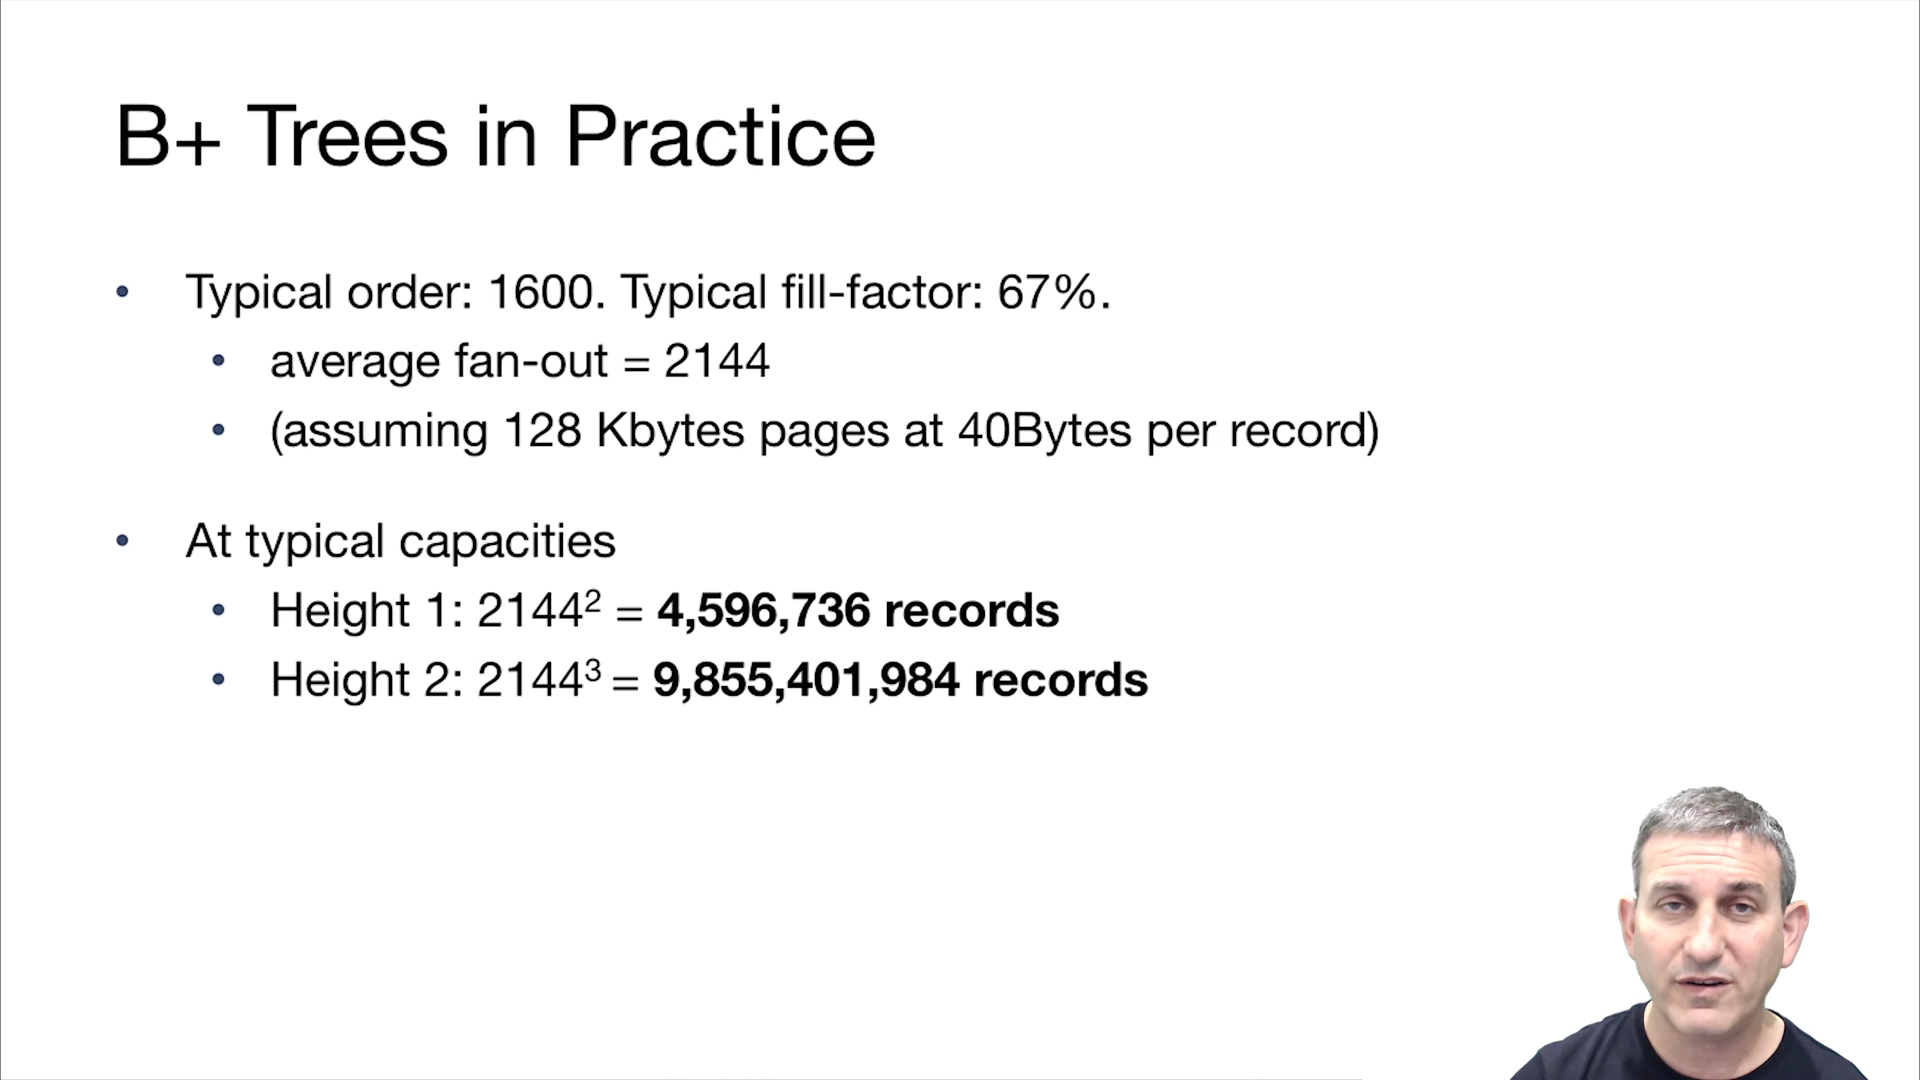 B+ Trees in Practice
• Typical order: 1600. Typical fill-factor: 67%.
• average fan-out = 2144
• (assuming 128 Kbytes pages at 40Bytes per record)
• At typical capacities
• Height 1: 2144² = 4,596,736 records
• Height 2: 2144³ = 9,855,401,984 records